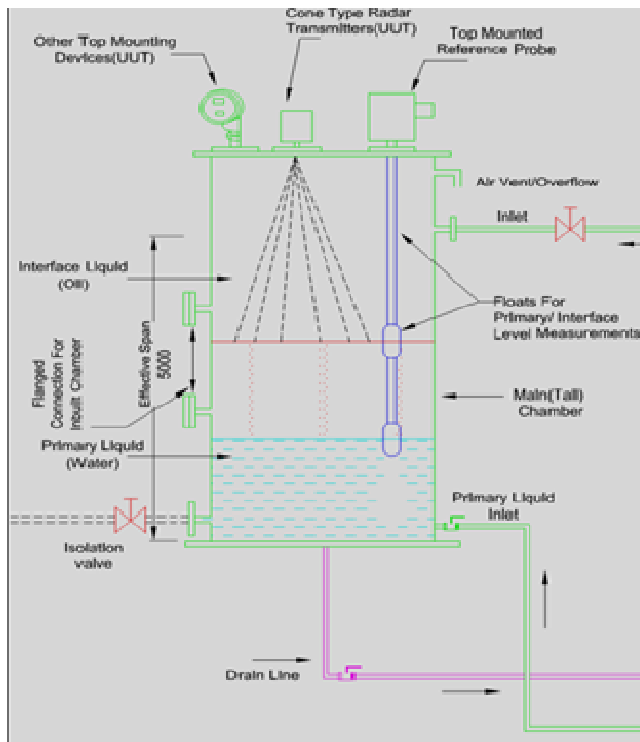 Other Top Mounting
Devices(UUT)
Cone Type Radar
Transmitters(UUT)
Top Mounted
Reference Probe
Air Vent/Overflow
Inlet
Interface Liquid
(Oil)
Floats For
Primary/ Interface
Level Measurements
Effective Span
5000
Flanged
Connection For
Inbuilt Chamber
Main(Tall)
Chamber
Primary Liquid
(Water)
Primary Liquid
Inlet
Isolation
valve
Drain Line